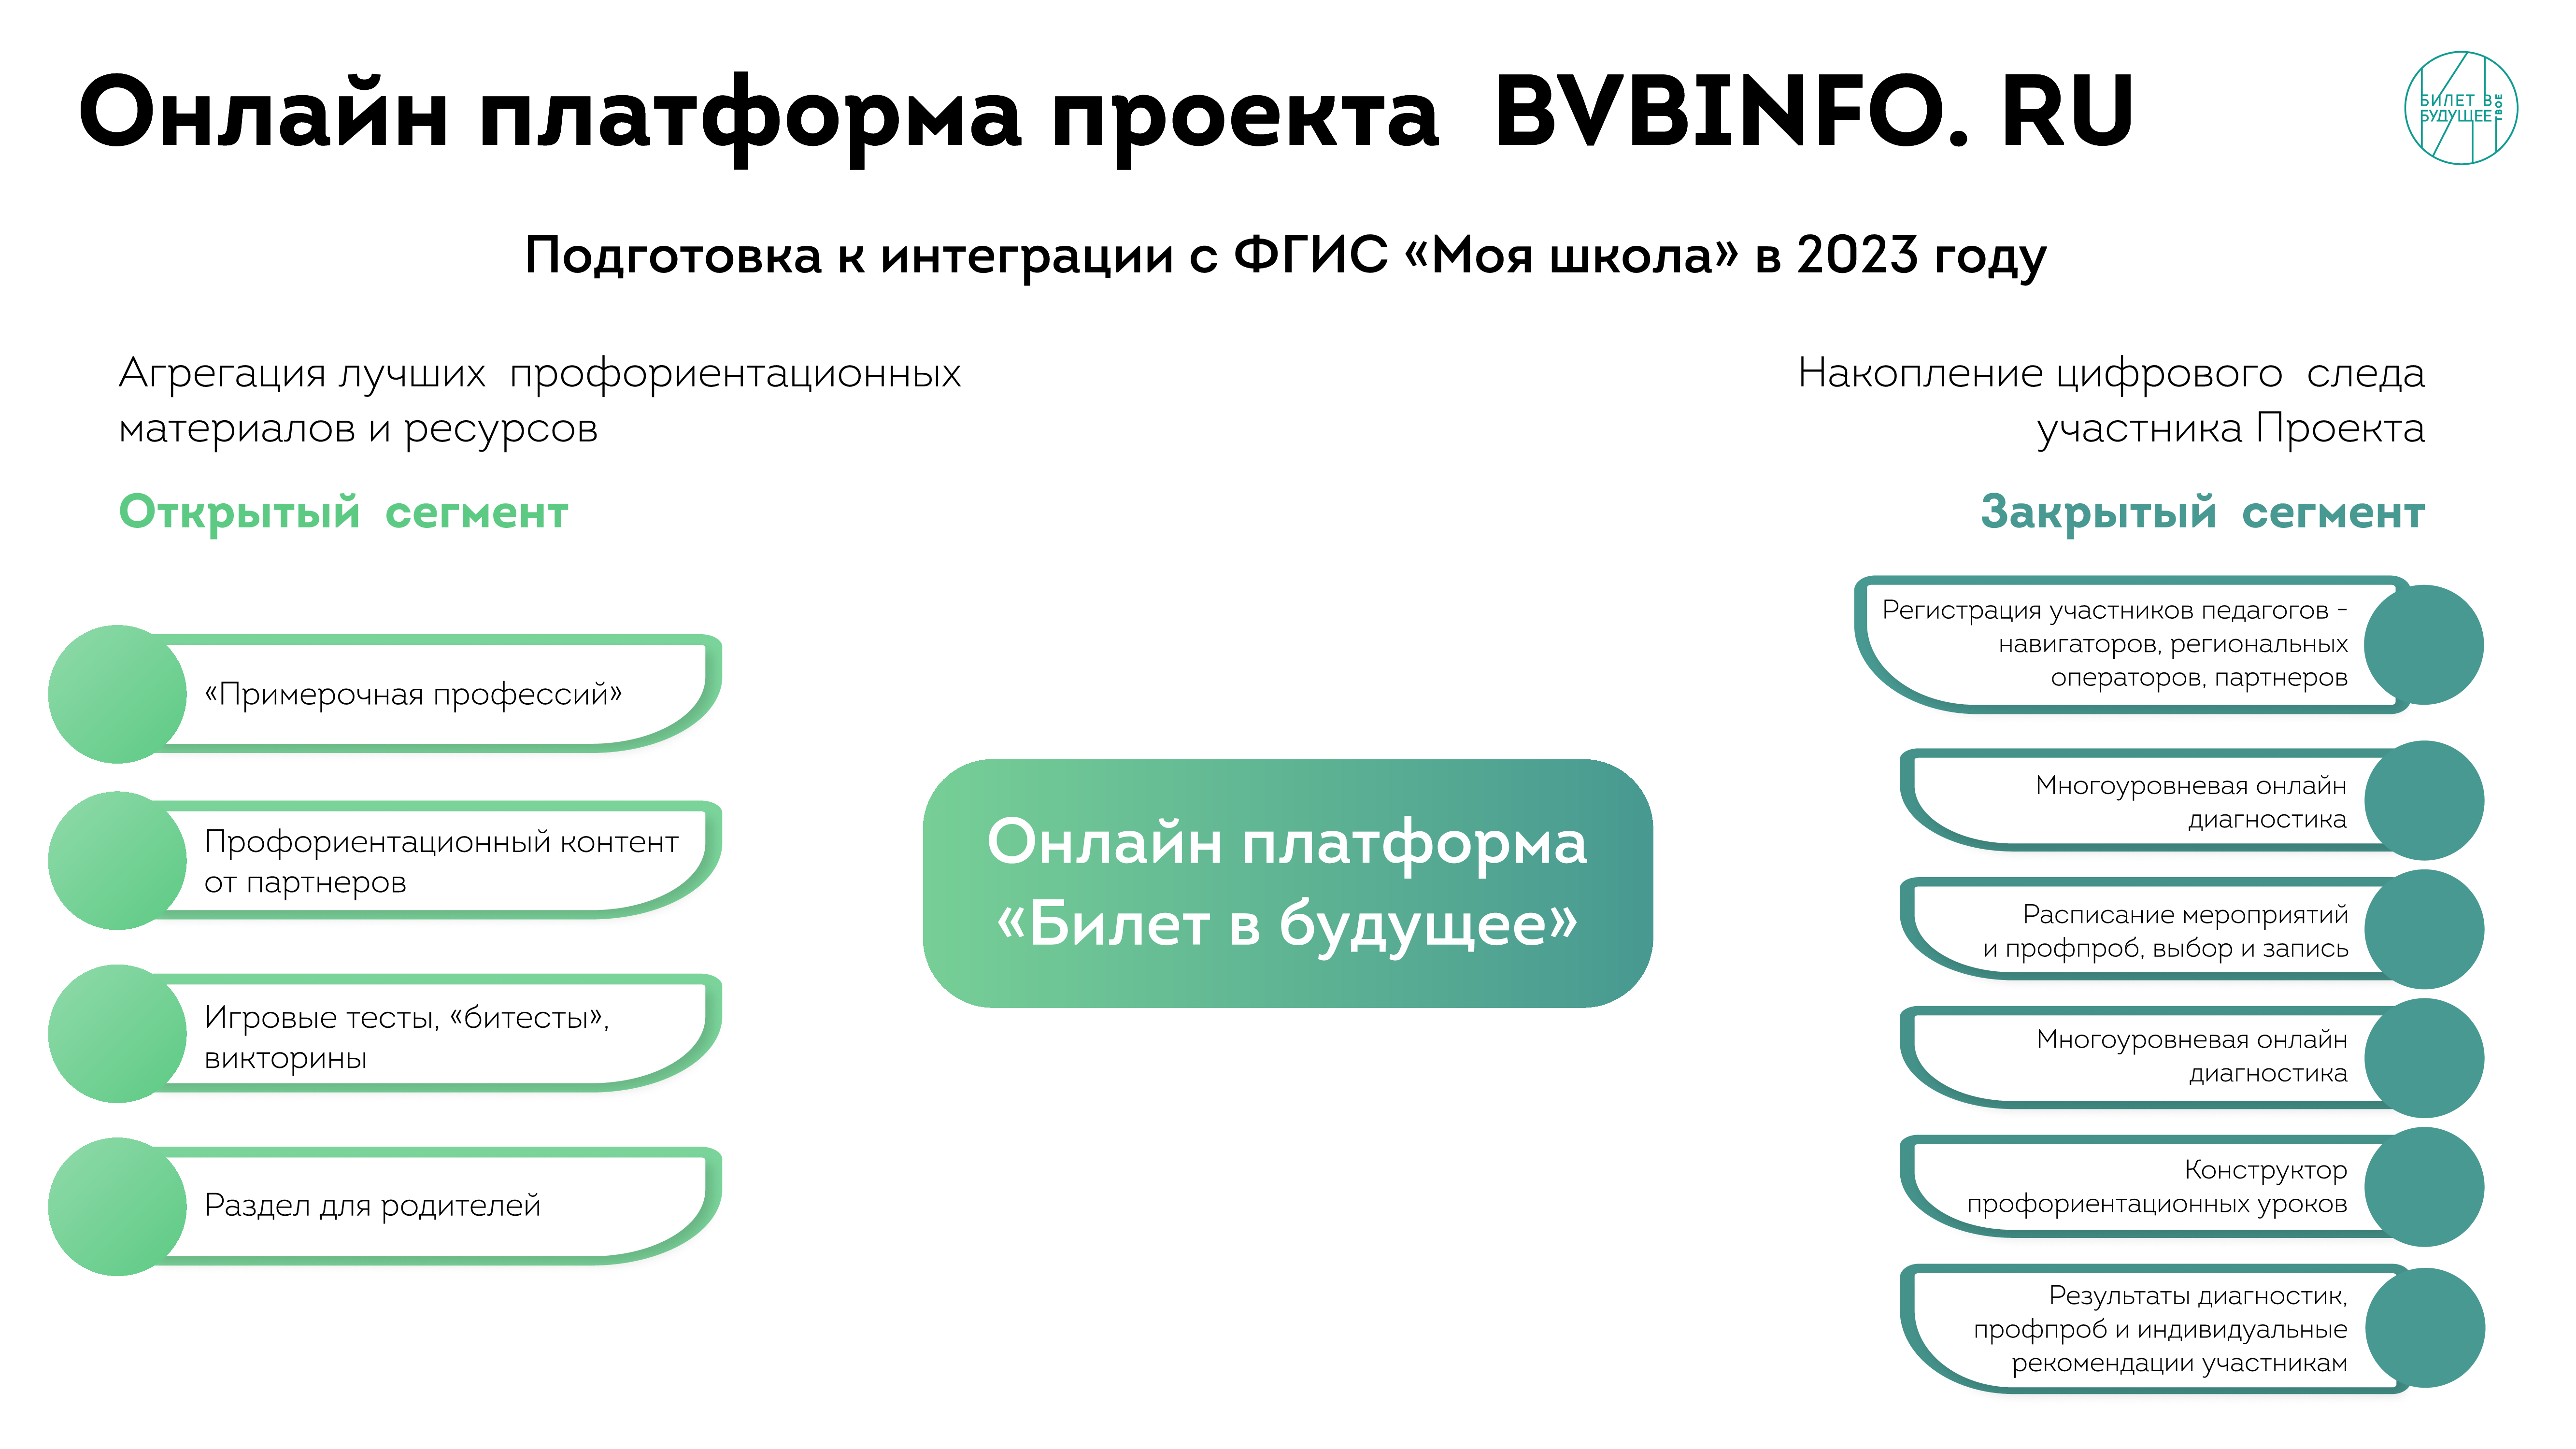 Онлайн платформа проекта BVBINFO. RU
БИЛЕТ В
БУДУЩЕЕ
ТВОЕ
Подготовка к интеграции с ФГИС «Моя школа» в 2023 году
Агрегация лучших профориентационных
материалов и ресурсов
Открытый сегмент
«Примерочная профессий»
Профориентационный контент
от партнеров
Игровые тесты, «битесты»,
викторины
Раздел для родителей
Онлайн платформа
«Билет в будущее»
Накопление цифрового следа
участника Проекта
Закрытый сегмент
Регистрация участников педагогов -
навигаторов, региональных
операторов, партнеров
Многоуровневая онлайн
диагностика
Расписание мероприятий
и профпроб, выбор и запись
Многоуровневая онлайн
диагностика
Конструктор
профориентационных уроков
Результаты диагностик,
профпроб и индивидуальные
рекомендации участникам